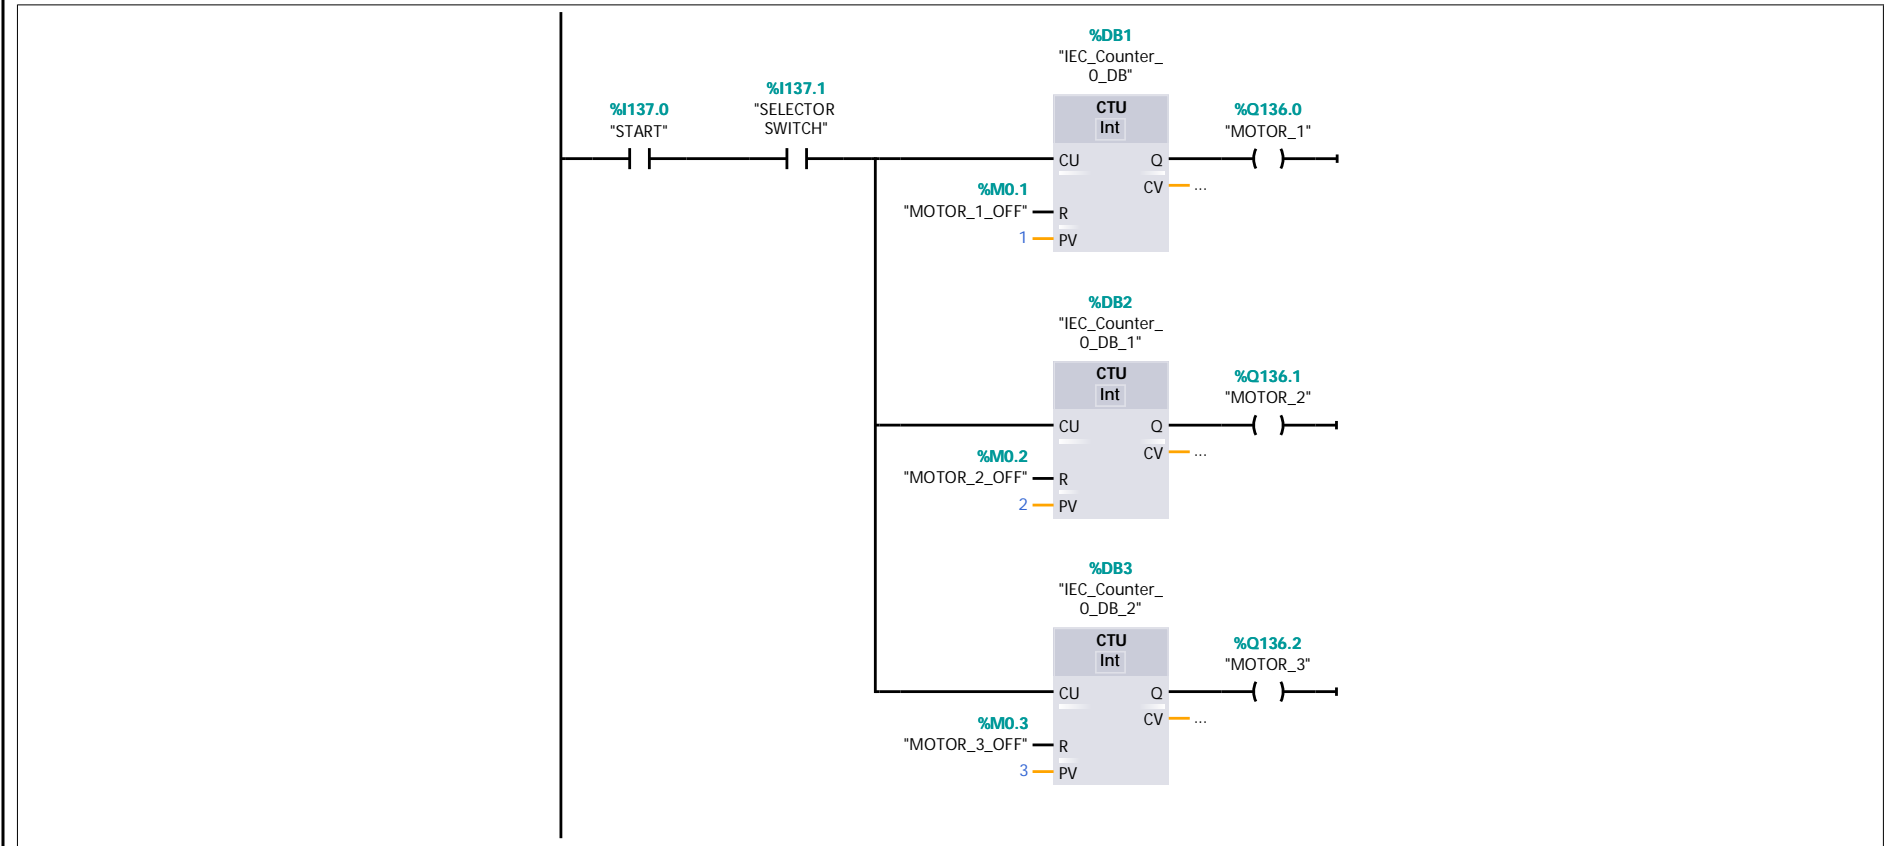 %DB1
"IEC_Counter_
0_DB"
%I137.0
"START"
%I137.1
"SELECTOR
SWITCH"
CTU
Int
%Q136.0
"MOTOR_1"
CU
Q
CV
...
%M0.1
"MOTOR_1_OFF"
R
1
PV
%DB2
"IEC_Counter_
0_DB_1"
CTU
Int
%Q136.1
"MOTOR_2"
CU
Q
CV
...
%M0.2
"MOTOR_2_OFF"
R
2
PV
%DB3
"IEC_Counter_
0_DB_2"
CTU
Int
%Q136.2
"MOTOR_3"
CU
Q
CV
...
%M0.3
"MOTOR_3_OFF"
R
3
PV